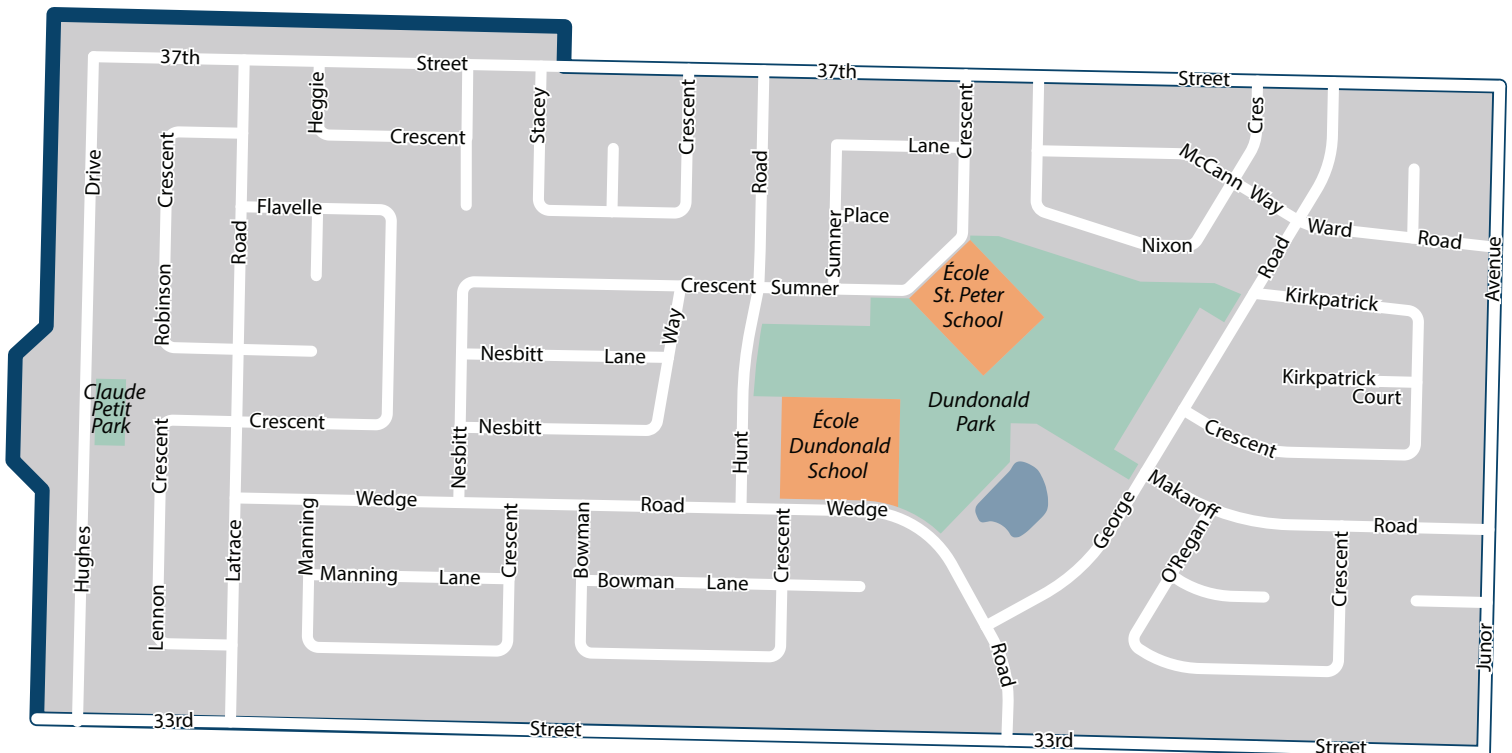 37th Street
37th Street
Heggie Crescent
Stacey Crescent
Road
Lane
Crescent
Cres
McCann Way
Drive
Robinson Crescent
Road
Flavelle
Crescent
Sumner Place
Nixon
Ward Road
Avenue
Road
Crescent
Sumner
Way
École
St. Peter
School
Kirkpatrick
Nesbitt Lane
Kirkpatrick
Court
Claude
Petit
Park
Dundonald
Park
Nesbitt
Nesbitt
Hunt
École
Dundonald
School
Crescent
Lennon Crescent
Wedge Road
Wedge
Road
Makaroff Road
George
Hughes
Latrace
Manning Crescent
Manning Lane
Bowman Crescent
Bowman Lane
O'Regan Crescent
Junor
33rd Street
33rd Street